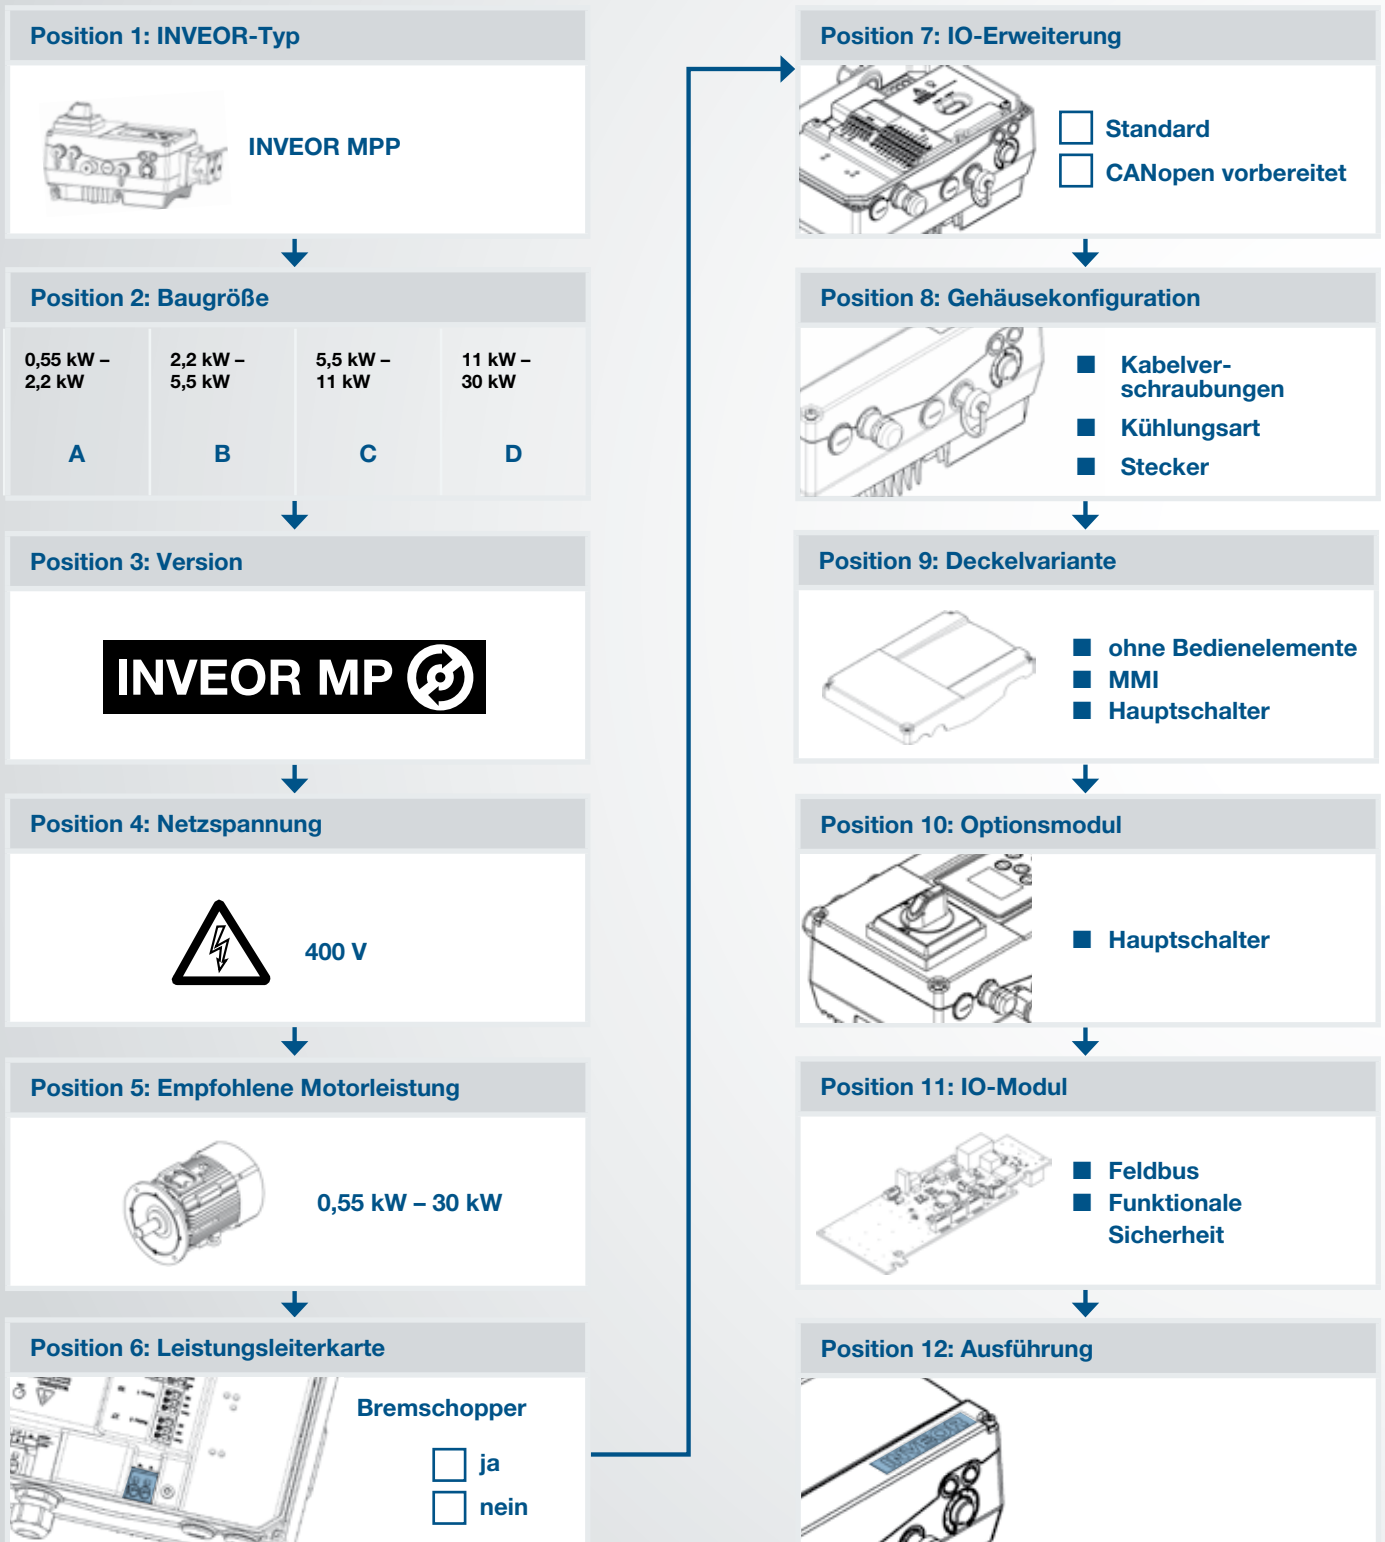 Position 1: INVEOR-Typ
INVEOR MPP
Position 2: Baugröße
0,55 kW –
2,2 kW
A
2,2 kW –
5,5 kW
B
5,5 kW –
11 kW
C
11 kW –
30 kW
D
Position 3: Version
INVEOR MP
Position 4: Netzspannung
400 V
Position 5: Empfohlene Motorleistung
0,55 kW – 30 kW
Position 6: Leistungsleiterkarte
Bremschopper
ja
nein
Position 7: IO-Erweiterung
Standard
CANopen vorbereitet
Position 8: Gehäusekonfiguration
Kabelver-
schraubungen
Kühlungsart
Stecker
Position 9: Deckelvariante
ohne Bedienelemente
MMI
Hauptschalter
Position 10: Optionsmodul
Hauptschalter
Position 11: IO-Modul
Feldbus
Funktionale
Sicherheit
Position 12: Ausführung
INVEOR